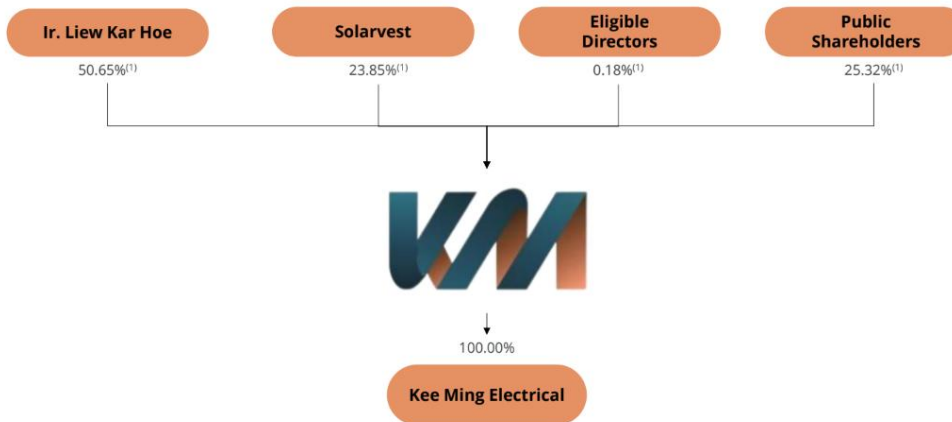 Ir. Liew Kar Hoe
Solarvest
Eligible
Directors
Public
Shareholders
50.65%(1)
23.85%(1)
0.18%(1)
25.32%(1)
KM
100.00%
Kee Ming Electrical